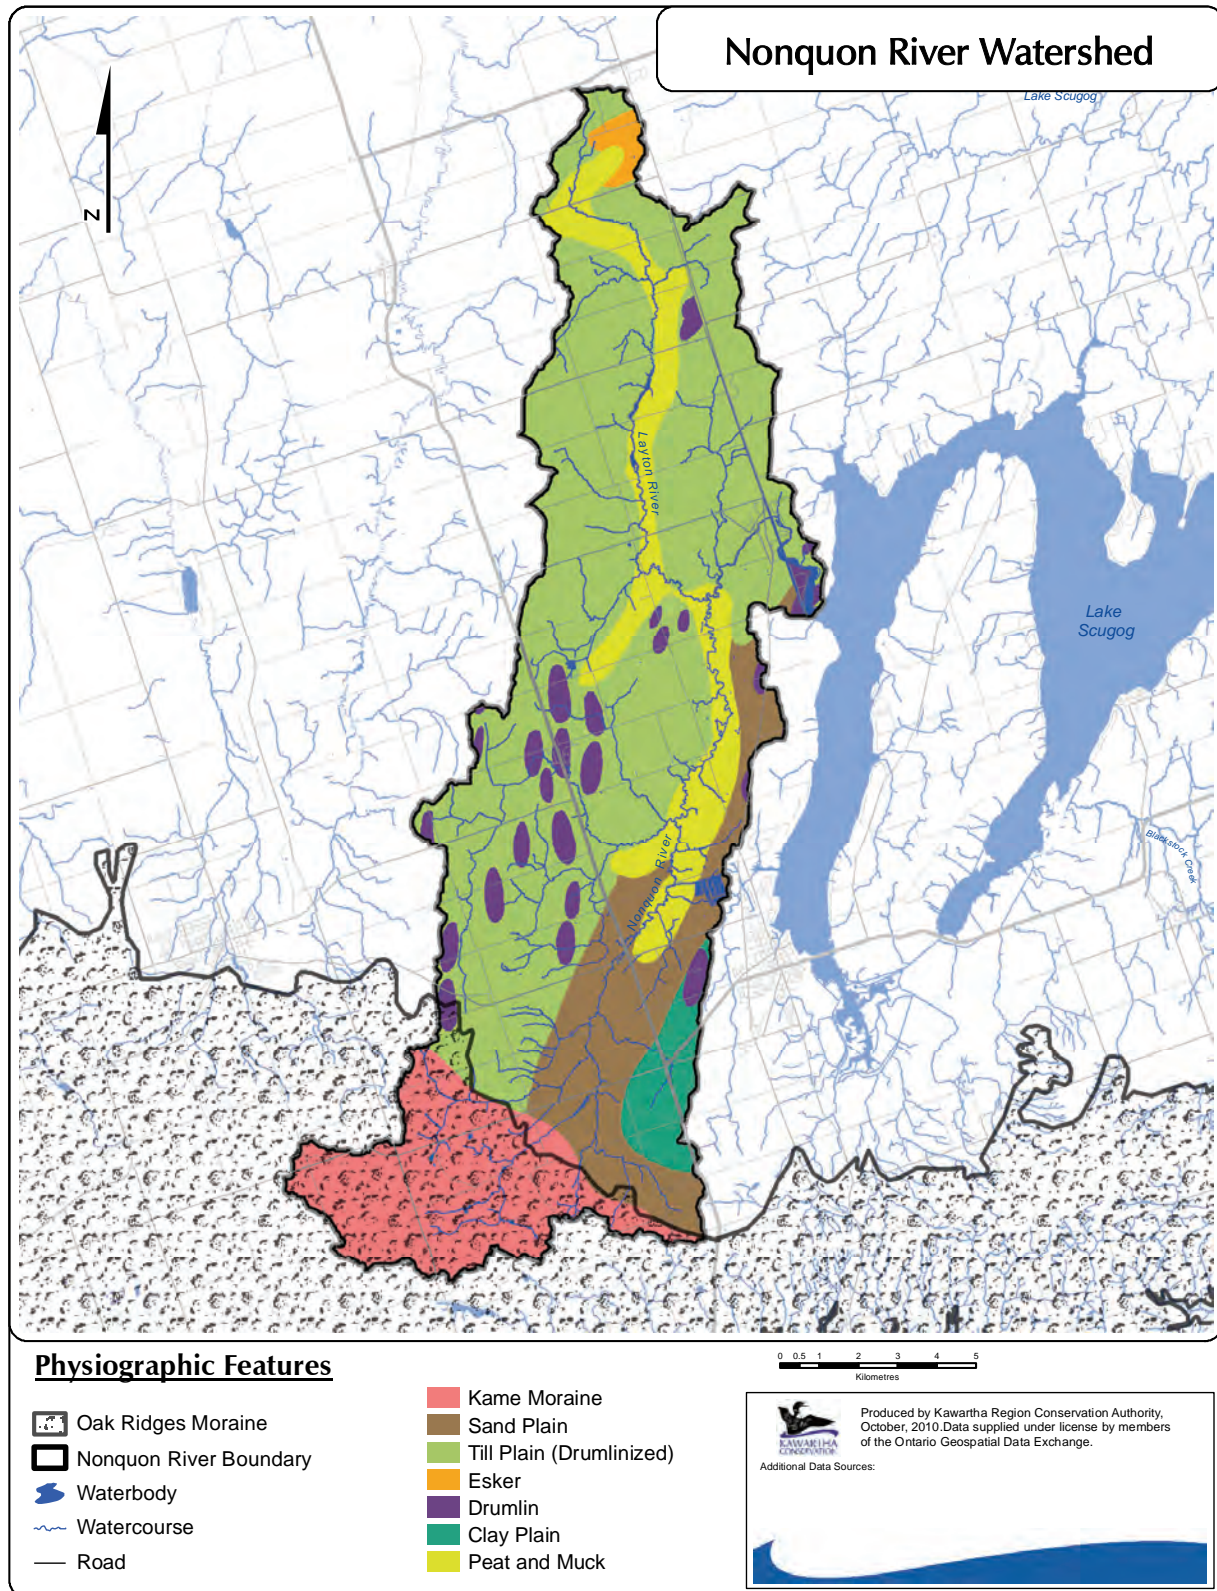 Nonquon River Watershed
Lake Scugog
N
Layton River
Lake
Scugog
Blackstock Creek
Nonquon River
Physiographic Features
Oak Ridges Moraine
Nonquon River Boundary
Waterbody
Watercourse
Road
Kame Moraine
Sand Plain
Till Plain (Drumlinized)
Esker
Drumlin
Clay Plain
Peat and Muck
0 0.5 1 2 3 4 5
Kilometres
KAWARTHA
CONSERVATION
Produced by Kawartha Region Conservation Authority,
October, 2010.Data supplied under license by members
of the Ontario Geospatial Data Exchange.
Additional Data Sources: